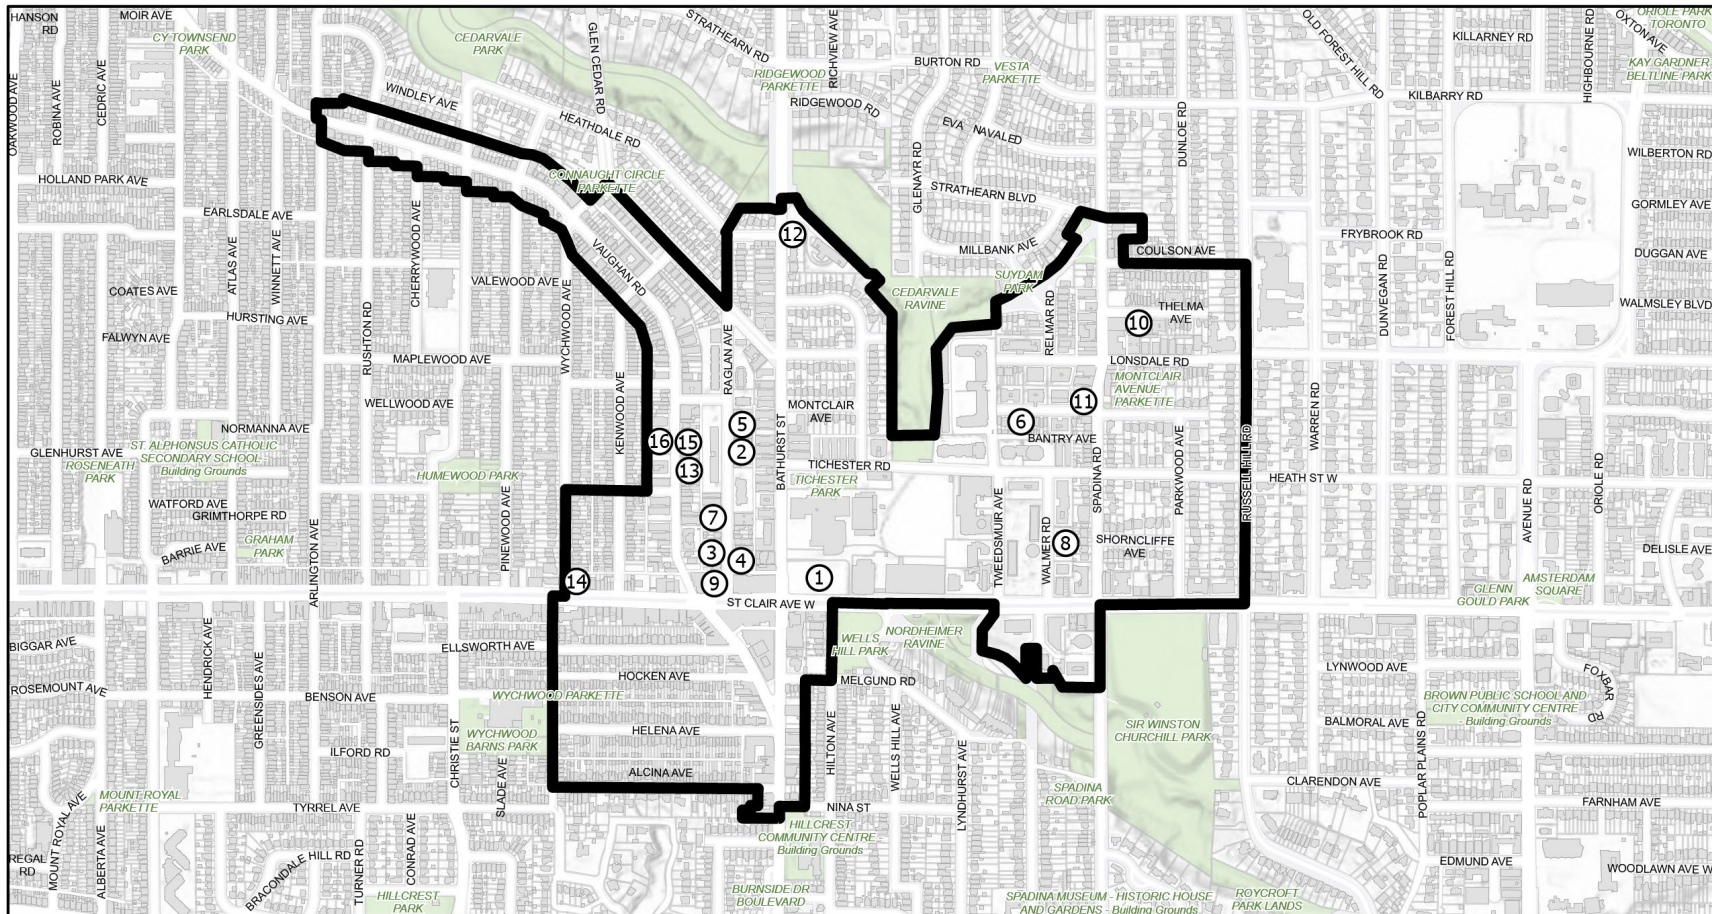 HANSON
RD
MOIR AVE
CY TOWNSEND
PARK
CEDARVALE
PARK
GLEN CEDAR RD
STRATHEARN RD
RICHVIEW AVE
BURTON RD
VESTA
PARKETTE
RIDGEWOOD
PARKETTE
RIDGEWOOD RD
OLD FOREST HILL RD
KILLARNEY RD
HIGHBOURNE RD
ORIOLE PARK
TORONTO
OXTON AVE
KAY GARDNER
BELTLINE PARK
KILBARRY RD
OAKWOOD AVE
ROBINA AVE
CEDRIC AVE
WINDLEY AVE
HEATHDALE RD
EVA
NAVALED
DUNLOE RD
GLENAYR RD
WILBERTON RD
HOLLAND PARK AVE
CONNAUGHT CIRCLE
PARKETTE
STRATHEARN BLVD
GORMLEY AVE
EARLSDALE AVE
ATLAS AVE
WINNETT AVE
CHERRYWOOD AVE
VAUGHAN RD
12
MILLBANK AVE
COULSON AVE
FRYBROOK RD
DUGGAN AVE
COATES AVE
VALEWOOD AVE
WYCHWOOD AVE
CEDARVALE
RAVINE
SUYDAM
PARK
THELMA
AVE
DUNVEGAN RD
FOREST HILL RD
WALMSLEY BLVD
HURSTING AVE
FALWYN AVE
RUSHTON RD
RELMAR RD
10
MAPLEWOOD AVE
RAGLAN AVE
LONSDALE RD
WELLWOOD AVE
KENWOOD AVE
MONTCLAIR
AVE
BATHURST ST
11
MONTCLAIR
AVENUE
PARKETTE
WARREN RD
NORMANNA AVE
5
6
GLENHURST AVE
ROSENEATH
PARK
ST. ALPHONSUS CATHOLIC
SECONDARY SCHOOL -
Building Grounds
16
15
2
BANTRY AVE
13
TICHESTER RD
TICHESTER
PARK
HUMEWOOD PARK
SPADINA RD
PARKWOOD AVE
RUSSELL HILL RD
HEATH ST W
AVENUE RD
ORIOLE RD
WATFORD AVE
GRIMTHORPE RD
PINEWOOD AVE
7
BARRIE AVE
GRAHAM
PARK
ARLINGTON AVE
3
4
TWEEDSMUIR AVE
WALMER RD
8
SHORNCLIFFE
AVE
DELISLE AVE
14
9
1
ST CLAIR AVE W
GLENN
GOULD PARK
AMSTERDAM
SQUARE
BIGGAR AVE
HENDRICK AVE
GREENSIDES AVE
ELLSWORTH AVE
WELLS
HILL PARK
NORDHEIMER
RAVINE
LYNWOOD AVE
FOXBAR
RD
HOCKEN AVE
MELGUND RD
ROSEMOUNT AVE
BENSON AVE
WYCHWOOD PARKETTE
BROWN PUBLIC SCHOOL AND
CITY COMMUNITY CENTRE
- Building Grounds
BALMORAL AVE
CHRISTIE ST
WYCHWOOD
BARNS PARK
HELENA AVE
HILTON AVE
WELLS HILL AVE
SIR WINSTON
CHURCHILL PARK
POPLAR PLAINS RD
ILFORD RD
ALCINA AVE
LYNDHURST AVE
CLARENDON AVE
SLADE AVE
MOUNT ROYAL
PARKETTE
TYRREL AVE
NINA ST
SPADINA
ROAD PARK
FARNHAM AVE
MOUNT ROYAL AVE
ALBERTA AVE
HILLCREST
COMMUNITY CENTRE -
Building Grounds
REGAL
RD
BRACONDALE HILL RD
TURNER RD
CONRAD AVE
EDMUND AVE
WOODLAWN AVE W
HILLCREST
PARK
BURNSIDE DR
BOULEVARD
SPADINA MUSEUM - HISTORIC HOUSE
AND GARDENS - Building Grounds
ROYCROFT
PARK LANDS